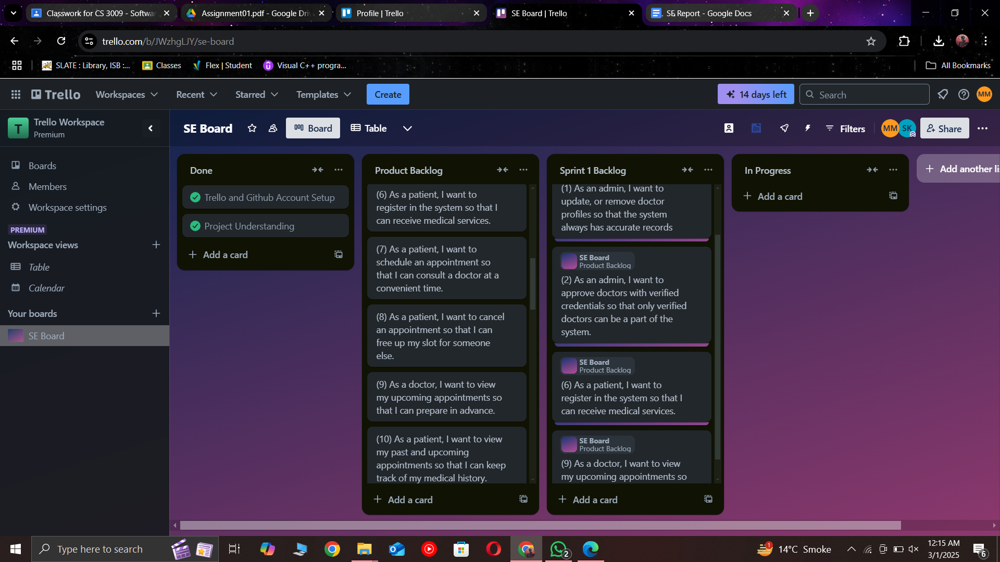 Classwork for CS 3009 - Softwar
Assignment01.pdf - Google Dri
Profile | Trello
SE Board | Trello
SE Report - Google Docs
trello.com/b/JWzhgLJY/se-board
SLATE : Library, ISB :...
Classes
Flex | Student
Visual C++ progra...
All Bookmarks
Trello
Workspaces
Recent
Starred
Templates
Create
14 days left
Search
MM
T
Trello Workspace
Premium
SE Board
Board
Table
Filters
MM
SK
Share
Boards
Members
Workspace settings
PREMIUM
Workspace views
Table
Calendar
Your boards
SE Board
Done
Trello and Github Account Setup
Project Understanding
Add a card
Product Backlog
(6) As a patient, I want to
register in the system so that I
can receive medical services.
(7) As a patient, I want to
schedule an appointment so
that I can consult a doctor at a
convenient time.
(8) As a patient, I want to cancel
an appointment so that I can
free up my slot for someone
else.
(9) As a doctor, I want to view
my upcoming appointments so
that I can prepare in advance.
(10) As a patient, I want to view
my past and upcoming
appointments so that I can keep
track of my medical history.
Add a card
Sprint 1 Backlog
(1) As an admin, I want to
update, or remove doctor
profiles so that the system
always has accurate records
SE Board
Product Backlog
(2) As an admin, I want to
approve doctors with verified
credentials so that only verified
doctors can be a part of the
system.
SE Board
Product Backlog
(6) As a patient, I want to
register in the system so that I
can receive medical services.
SE Board
Product Backlog
(9) As a doctor, I want to view
my upcoming appointments so
Add a card
In Progress
Add a card
Add another li
Type here to search
2
1
14°C Smoke
12:15 AM
3/1/2025
6